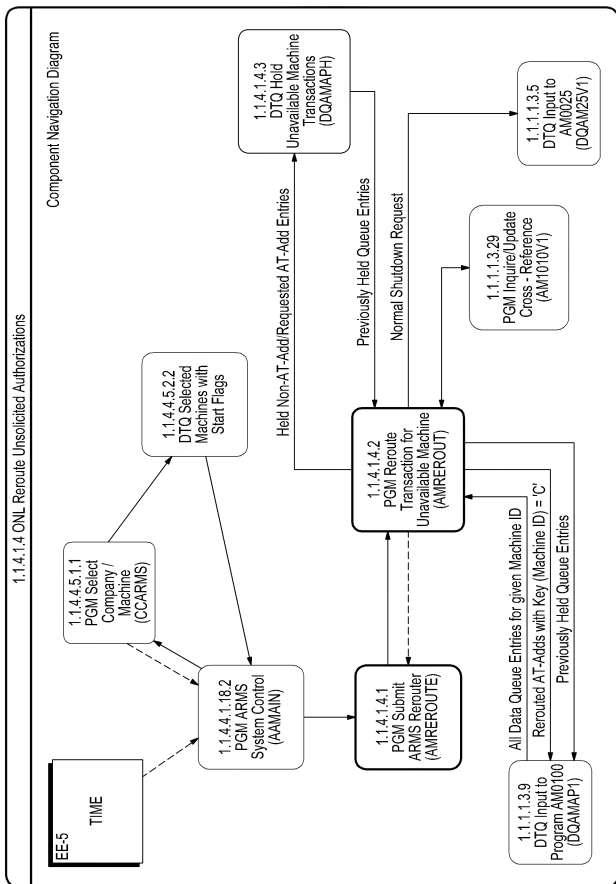 1.1.4.1.4 ONL Reroute Unsolicited Authorizations
Component Navigation Diagram
EE-5
TIME
1.1.4.4.5.1.1
PGM Select
Company /
Machine
(CCARMS)
1.1.4.4.5.2.2
DTQ Selected
Machines with
Start Flags
1.1.4.4.1.18.2
PGM ARMS
System Control
(AAMAIN)
1.1.4.1.4.3
DTQ Hold
Unavailable Machine
Transactions
(DQAMAPH)
Held Non-AT-Add/Requested AT-Add Entries
Previously Held Queue Entries
1.1.4.1.4.1
PGM Submit
ARMS Rerouter
(AMREROUTE)
1.1.4.1.4.2
PGM Reroute
Transaction for
Unavailable Machine
(AMREROUT)
Normal Shutdown Request
1.1.1.1.3.5
DTQ Input to
AM0025
(DQAM25V1)
1.1.1.1.3.29
PGM Inquire/Update
Cross - Reference
(AM1010V1)
1.1.1.1.3.9
DTQ Input to
Program AM0100
(DQAMAP1)
All Data Queue Entries for given Machine ID
Rerouted AT-Adds with Key (Machine ID) = 'C'
Previously Held Queue Entries